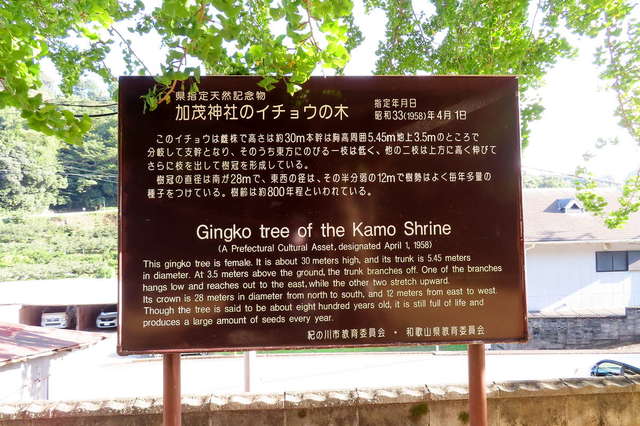 県指定天然記念物
加茂神社のイチョウの木
指定年月日
昭和33(1958)年4月1日
このイチョウは雌株で高さは約30m本幹は胸高周囲5.45m地上3.5mのところで
分岐して支幹となり、そのうち東方にのびる一枝は低く、他の二枝は上方に高く伸びて
さらに枝を出して樹冠を形成している。
樹冠の直径は南北28mで、東西の径は、その半分弱の12mで樹勢はよく毎年多量の
種子をつけている。樹齢は約800年程といわれている。
Gingko tree of the Kamo Shrine
(A Prefectural Cultural Asset, designated April 1, 1958)
This gingko tree is female. It is about 30 meters high, and its trunk is 5.45 meters
in diameter. At 3.5 meters above the ground, the trunk branches off. One of the branches
hangs low and reaches out to the east, while the other two stretch upward.
Its crown is 28 meters in diameter from north to south, and 12 meters from east to west.
Though the tree is said to be about eight hundred years old, it is still full of life and
produces a large amount of seeds every year.
紀の川市教育委員会・和歌山県教育委員会